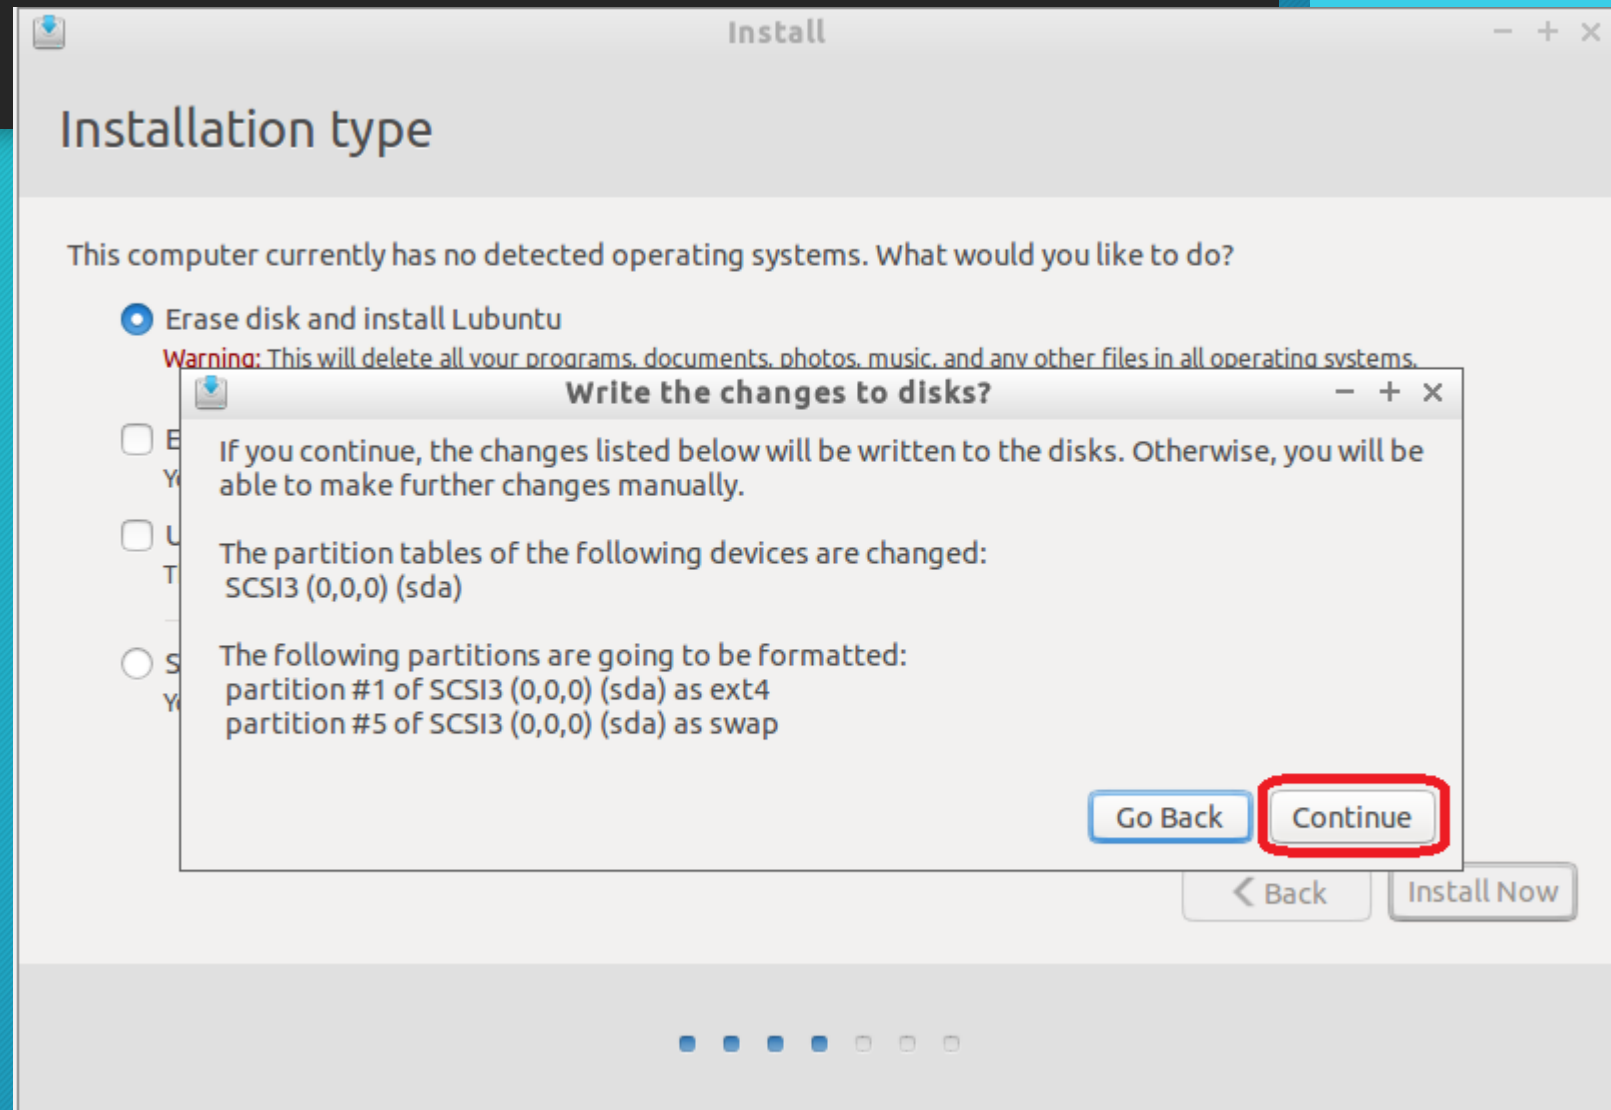 Install
Installation type
This computer currently has no detected operating systems. What would you like to do?
Erase disk and install Lubuntu
Warning: This will delete all your programs, documents, photos, music, and any other files in all operating systems.
Write the changes to disks?
If you continue, the changes listed below will be written to the disks. Otherwise, you will be
able to make further changes manually.
The partition tables of the following devices are changed:
SCSI3 (0,0,0) (sda)
The following partitions are going to be formatted:
partition #1 of SCSI3 (0,0,0) (sda) as ext4
partition #5 of SCSI3 (0,0,0) (sda) as swap
Go Back
Continue
Back
Install Now